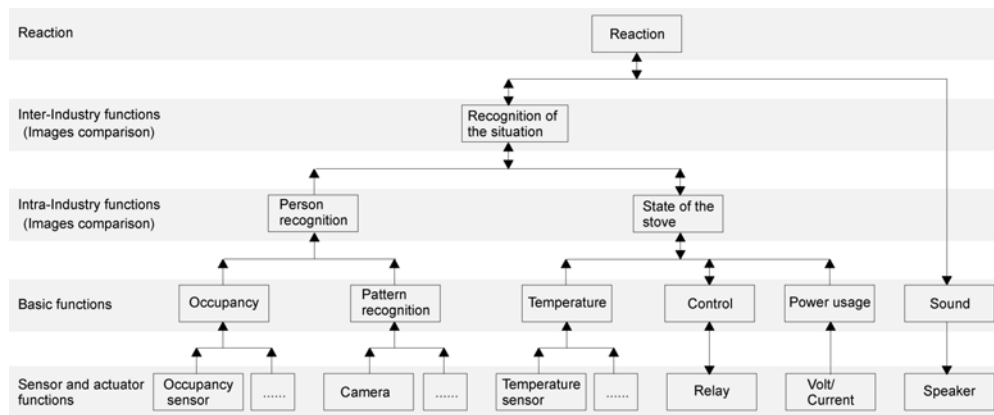 Reaction
Reaction
Inter-Industry functions
(Images comparison)
Recognition of
the situation
Intra-Industry functions
(Images comparison)
Person
recognition
State of the
stove
Basic functions
Occupancy
Pattern
recognition
Temperature
Control
Power usage
Sound
Sensor and actuator
functions
Occupancy
sensor
......
Camera
......
Temperature
sensor
......
Relay
Volt/
Current
Speaker